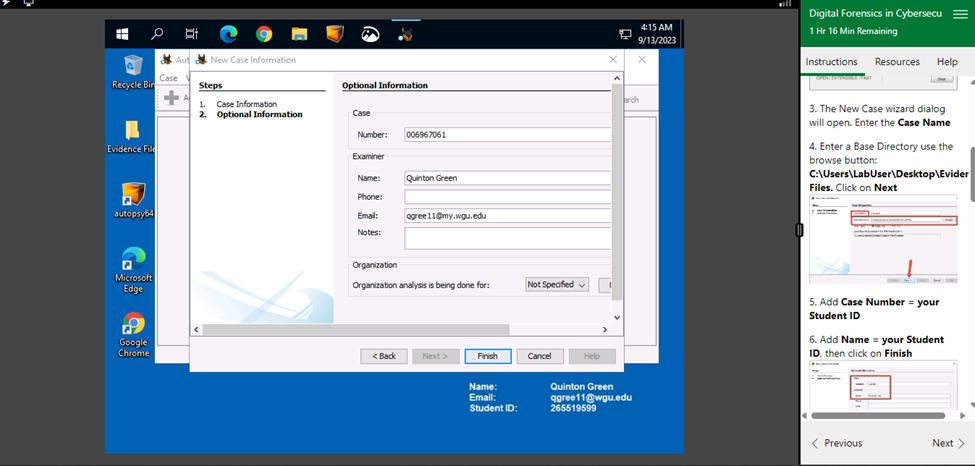 4:15 AM
9/13/2023
Recycle Bin
Evidence File
autopsy64
Microsoft
Edge
Google
Chrome
Aut
Case
V
A
arch
New Case Information
Steps
1. Case Information
2. Optional Information
Optional Information
Case
Number:
006967061
Examiner
Name:
Quinton Green
Phone:
Email:
qgree11@my.wgu.edu
Notes:
Organization
Organization analysis is being done for:
Not Specified
< Back
Next >
Finish
Cancel
Help
Name: Quinton Green
Email: qgree11@wgu.edu
Student ID: 265519599
Digital Forensics in Cybersecu
1 Hr 16 Min Remaining
Instructions
Resources
Help
OPEN | EXTENSIBLE | FAST
Close
3. The New Case wizard dialog
will open. Enter the Case Name
4. Enter a Base Directory use the
browse button:
C:\Users\LabUser\Desktop\Eviden
Files. Click on Next
5. Add Case Number = your
Student ID
6. Add Name = your Student
ID, then click on Finish
Previous
Next